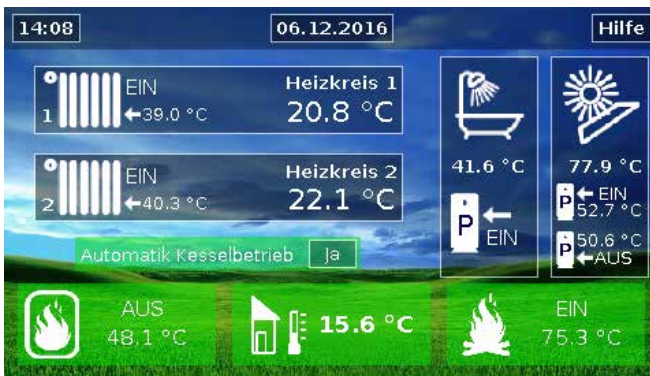 14:08
06.12.2016
Hilfe
EIN
1
39.0 °C
Heizkreis 1
20.8 °C
EIN
2
40.3 °C
Heizkreis 2
22.1 °C
Automatik Kesselbetrieb Ja
41.6 °C
P
EIN
77.9 °C
P
EIN
52.7 °C
P
50.6 °C
AUS
AUS
48.1 °C
15.6 °C
EIN
75.3 °C